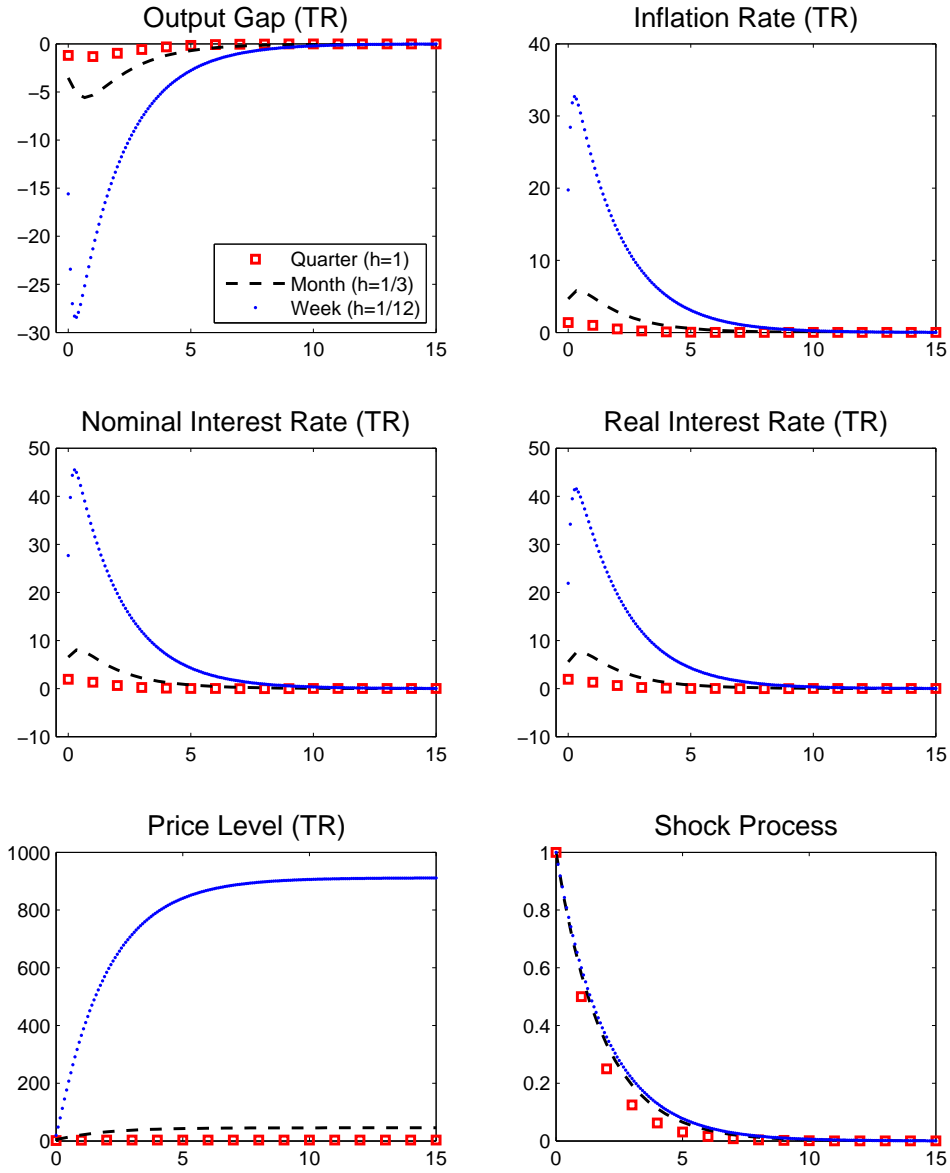 Output Gap (TR)
0
−5
−10
−15
−20
−25
−30
0 5 10 15
Quarter (h=1)
Month (h=1/3)
Week (h=1/12)
Inflation Rate (TR)
40
30
20
10
0
0 5 10 15
Nominal Interest Rate (TR)
50
40
30
20
10
0
−10
0 5 10 15
Real Interest Rate (TR)
50
40
30
20
10
0
−10
0 5 10 15
Price Level (TR)
1000
800
600
400
200
0
0 5 10 15
Shock Process
1
0.8
0.6
0.4
0.2
0
0 5 10 15